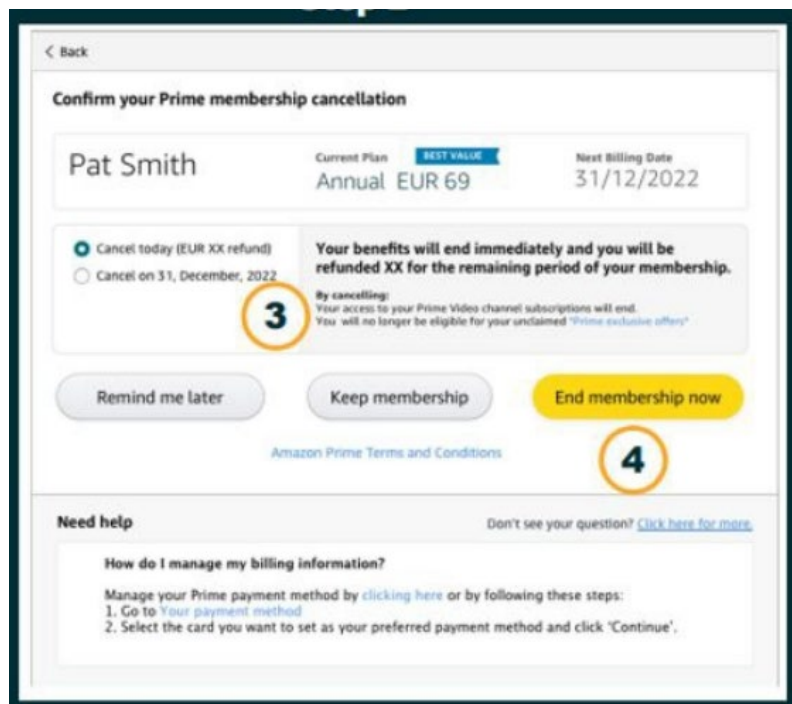 < Back
Confirm your Prime membership cancellation
Pat Smith
Current Plan BEST VALUE
Annual EUR 69
Next Billing Date
31/12/2022
Cancel today (EUR XX refund)
Cancel on 31, December, 2022
3
Your benefits will end immediately and you will be
refunded XX for the remaining period of your membership.
By cancelling:
Your access to your Prime Video channel subscriptions will end.
You will no longer be eligible for your unclaimed "Prime exclusive offers"
Remind me later
Keep membership
End membership now
Amazon Prime Terms and Conditions
4
Need help
Don't see your question? Click here for more.
How do I manage my billing information?
Manage your Prime payment method by clicking here or by following these steps:
1. Go to Your payment method
2. Select the card you want to set as your preferred payment method and click 'Continue'.